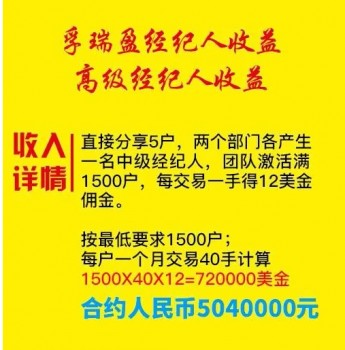 孚瑞盈经纪人收益
高级经纪人收益
收入
详情
直接分享5户，两个部门各产生
一名中级经纪人，团队激活满
1500户，每交易一手得12美金
佣金。
按最低要求1500户；
每户一个月交易40手计算
1500X40X12=720000美金
合约人民币5040000元